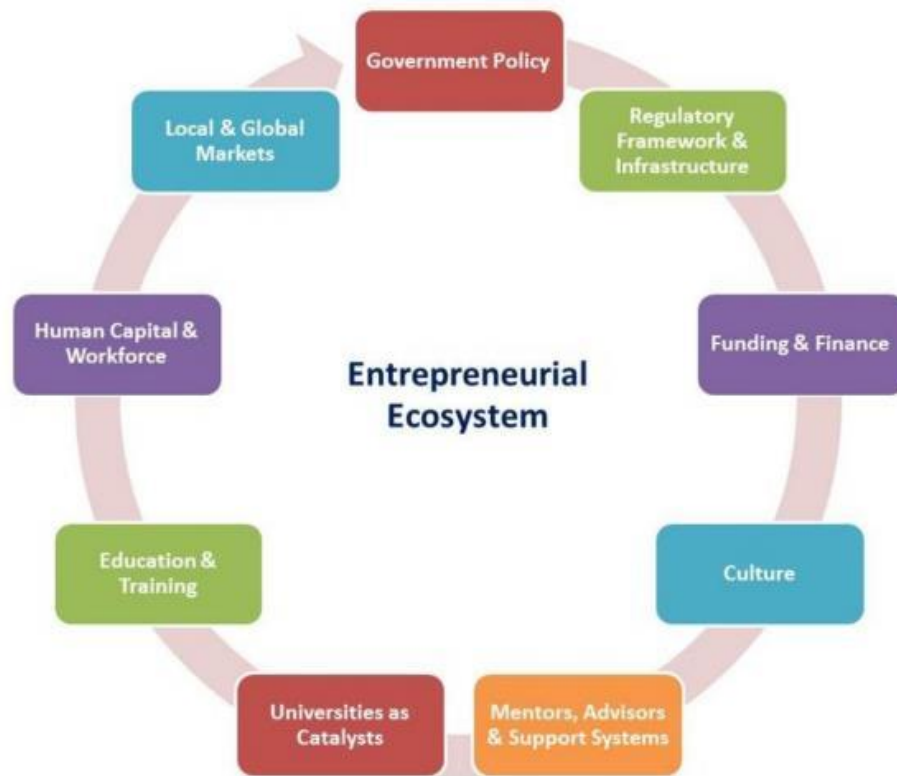 Government Policy
Regulatory
Framework &
Infrastructure
Funding & Finance
Culture
Mentors, Advisors
& Support Systems
Universities as
Catalysts
Education &
Training
Human Capital &
Workforce
Local & Global
Markets
Entrepreneurial
Ecosystem